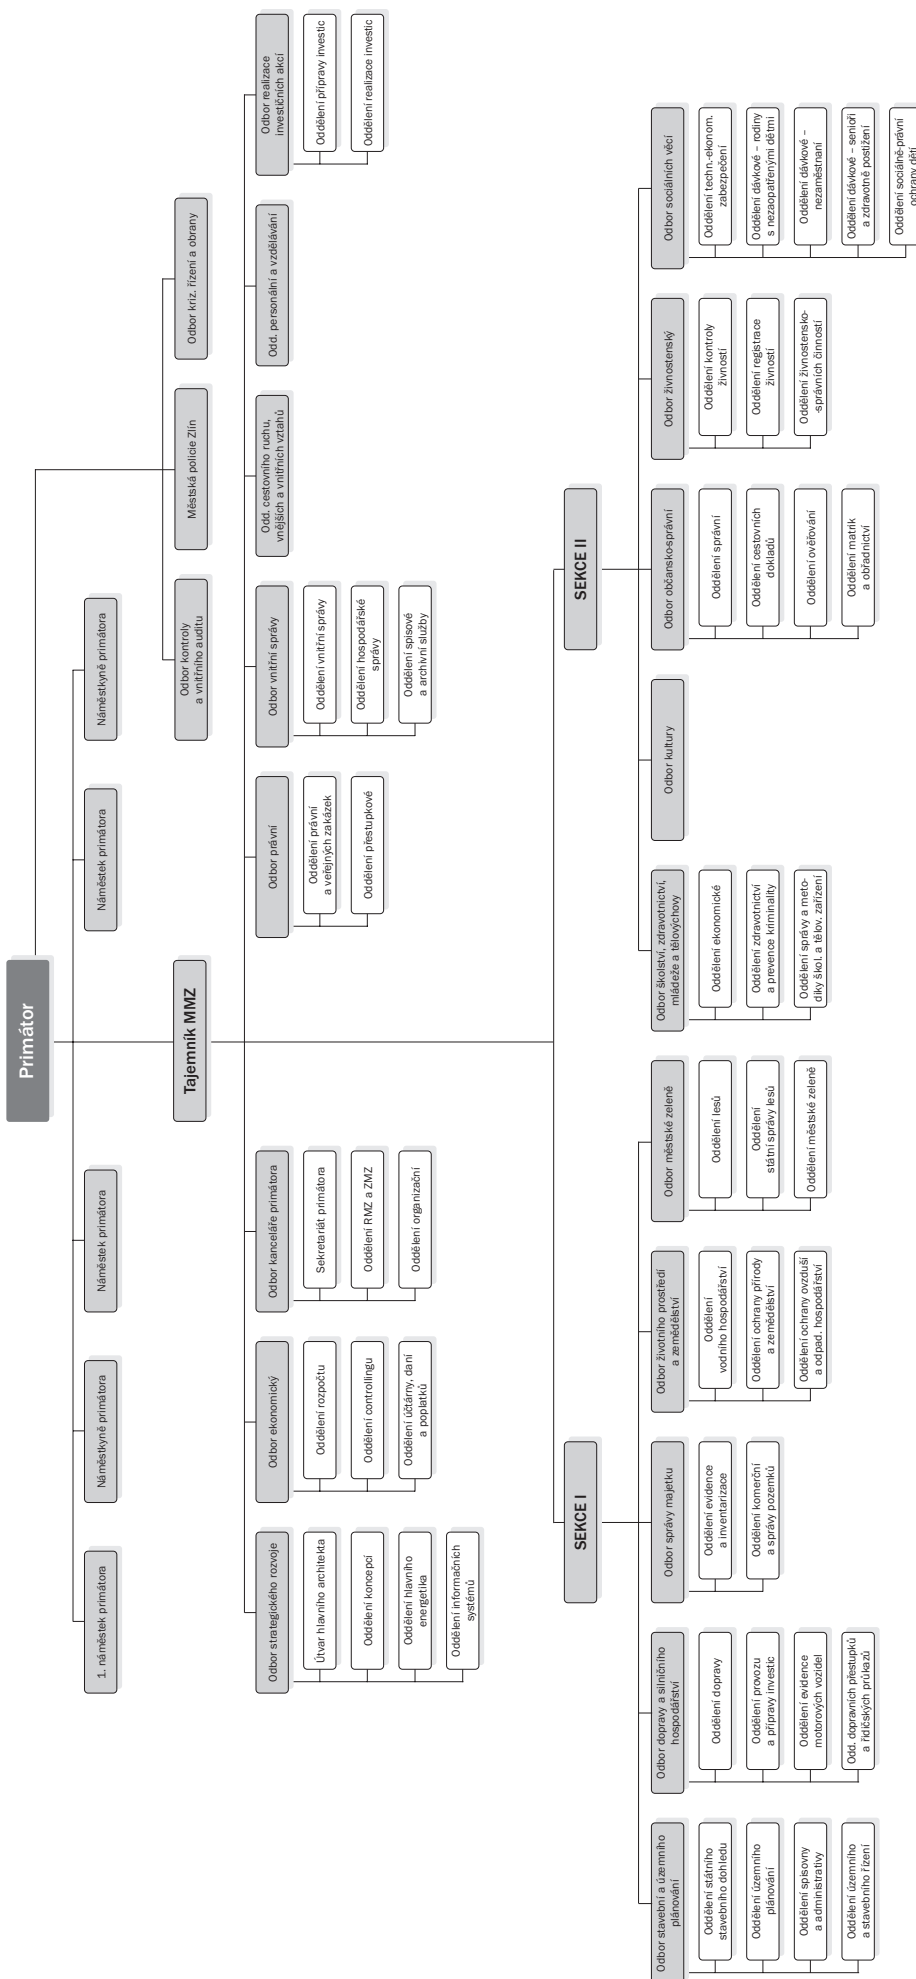 Primátor
1. náměstek primátora
Náměstkyně primátora
Náměstek primátora
Náměstek primátora
Náměstkyně primátora
Tajemník MMZ
Odbor kontroly
a vnitřního auditu
Městská policie Zlín
Odbor kriz. řízení a obrany
Odbor strategického rozvoje
Útvar hlavního architekta
Oddělení koncepcí
Oddělení hlavního
energetika
Oddělení informačních
systémů
Odbor ekonomický
Oddělení rozpočtu
Oddělení controllingu
Oddělení účtárny, daní
a poplatků
Odbor kanceláře primátora
Sekretariát primátora
Oddělení RMZ a ZMZ
Oddělení organizační
Odbor právní
Oddělení právní
a veřejných zakázek
Oddělení přestupkové
Odbor vnitřní správy
Oddělení vnitřní správy
Oddělení hospodářské
správy
Oddělení spisové
a archivní služby
Odd. cestovního ruchu,
vnějších a vnitřních vztahů
Odd. personální a vzdělávání
Odbor realizace
investičních akcí
Oddělení přípravy investic
Oddělení realizace investic
SEKCE I
Odbor stavební a územního
plánování
Oddělení státního
stavebního dohledu
Oddělení územního
plánování
Oddělení spisovny
a administrativy
Oddělení územního
a stavebního řízení
Odbor dopravy a silničního
hospodářství
Oddělení dopravy
Oddělení provozu
a přípravy investic
Oddělení evidence
motorových vozidel
Odd. dopravních přestupků
a řidičských průkazů
Odbor správy majetku
Oddělení evidence
a inventarizace
Oddělení komerční
a správy pozemků
Odbor životního prostředí
a zemědělství
Oddělení
vodního hospodářství
Oddělení ochrany přírody
a zemědělství
Oddělení ochrany ovzduší
a odpad. hospodářství
Odbor městské zeleně
Oddělení lesů
Oddělení
státní správy lesů
Oddělení městské zeleně
SEKCE II
Odbor školství, zdravotnictví,
mládeže a tělovýchovy
Oddělení ekonomické
Oddělení zdravotnictví
a prevence kriminality
Oddělení správy a meto-
diky škol. a tělov. zařízení
Odbor kultury
Odbor občansko-správní
Oddělení správní
Oddělení cestovních
dokladů
Oddělení ověřování
Oddělení matrik
a obřadnictví
Odbor živnostenský
Oddělení kontroly
živností
Oddělení registrace
živností
Oddělení živnostensko-
-správních činností
Odbor sociálních věcí
Oddělení techn.-ekonom.
zabezpečení
Oddělení dávkové – rodiny
s nezaopatřenými dětmi
Oddělení dávkové –
nezaměstnaní
Oddělení dávkové – senioři
a zdravotně postižení
Oddělení sociálně-právní
ochrany dětí